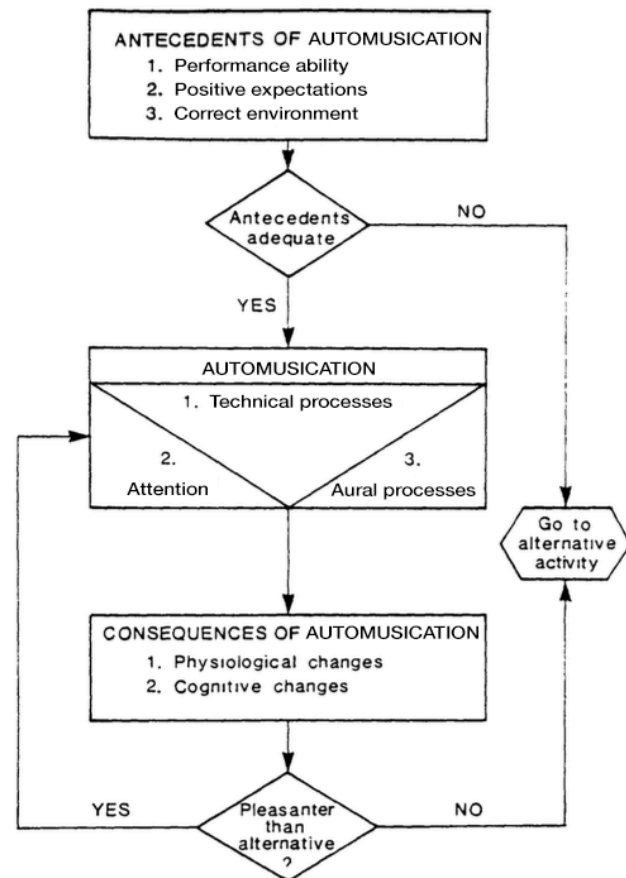 ANTECEDENTS OF AUTOMUSICATION
1. Performance ability
2. Positive expectations
3. Correct environment
Antecedents
adequate
NO
YES
AUTOMUSICATION
1. Technical processes
2.
Attention
3.
Aural processes
Go to
alternative
activity
CONSEQUENCES OF AUTOMUSICATION
1. Physiological changes
2. Cognitive changes
YES
Pleasanter
than
alternative
?
NO